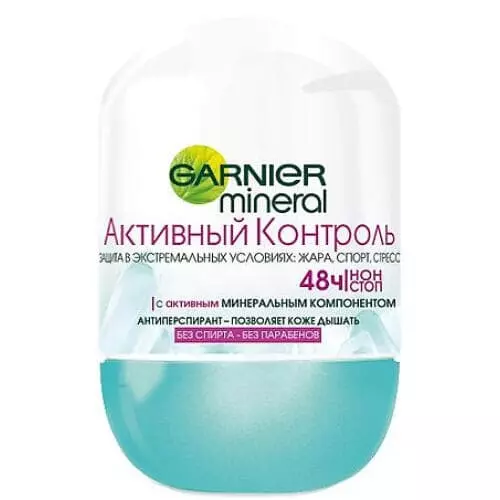 GARNIER
mineral
Активный Контроль
ЗАЩИТА В ЭКСТРЕМАЛЬНЫХ УСЛОВИЯХ: ЖАРА, СПОРТ, СТРЕСС
48ч НОН
СТОП
с активным МИНЕРАЛЬНЫМ КОМПОНЕНТОМ
АНТИПЕРСПИРАНТ – ПОЗВОЛЯЕТ КОЖЕ ДЫШАТЬ
БЕЗ СПИРТА - БЕЗ ПАРАБЕНОВ